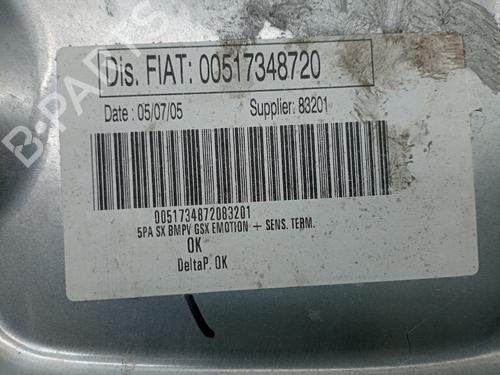 Dis. FIAT: 00517348720
Date : 05/07/05 Supplier: 83201
0051734872083201
5PA SX BMPV GSX EMOTION + SENS. TERM.
OK
DeltaP. OK
B-PARTS